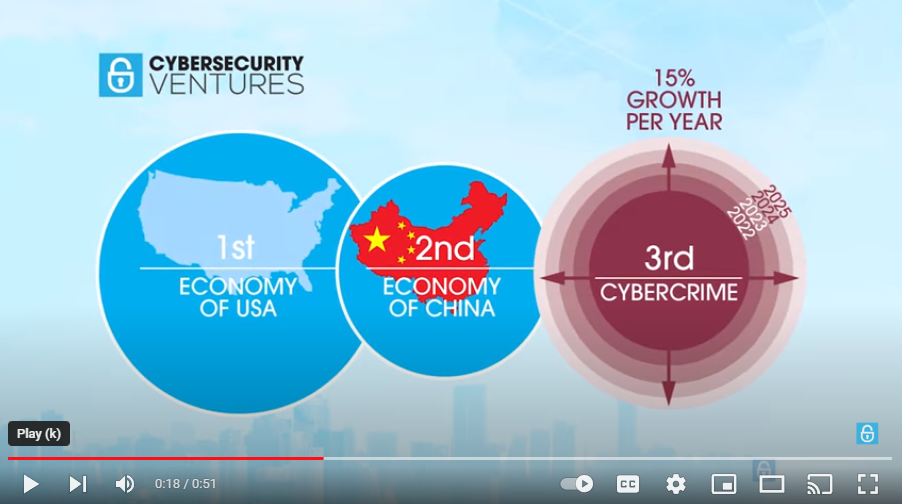 CYBERSECURITY
VENTURES
15%
GROWTH
PER YEAR
1st
ECONOMY
OF USA
2nd
ECONOMY
OF CHINA
2025
2024
2023
2022
3rd
CYBERCRIME
Play (k)
0:18 / 0:51
CC